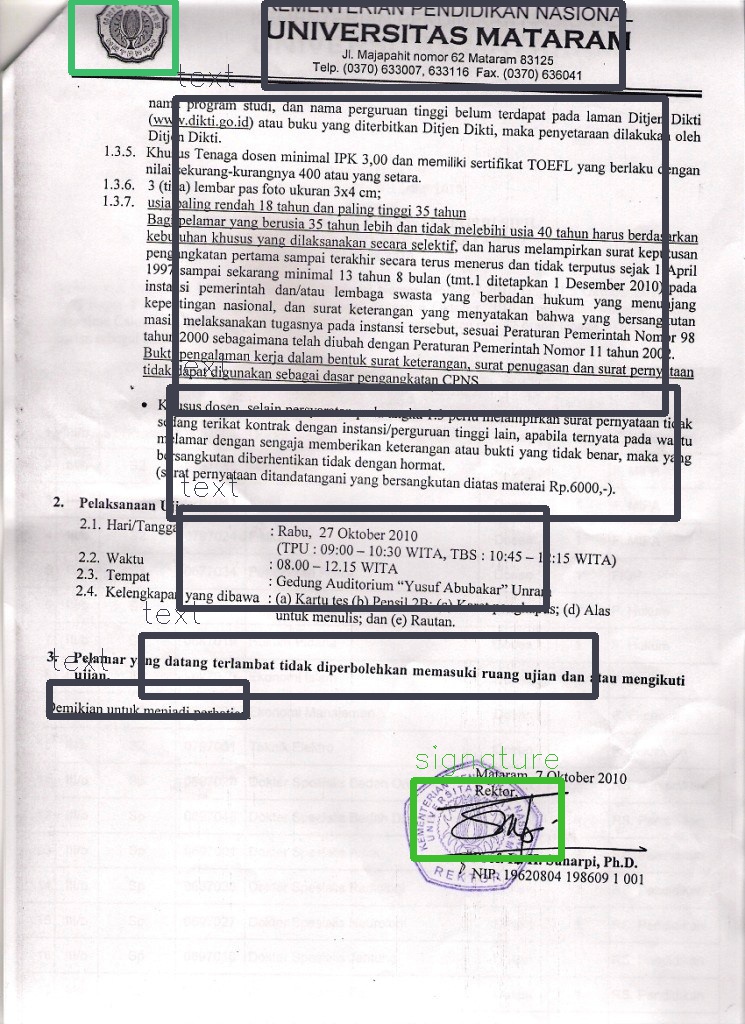 KEMENTERIAN PENDIDIKAN NASIONAL
UNIVERSITAS MATARAM
Jl. Majapahit nomor 62 Mataram 83125
Telp. (0370) 633007, 633116 Fax. (0370) 636041
text
nama program studi, dan nama perguruan tinggi belum terdapat pada laman Ditjen Dikti
(www.dikti.go.id) atau buku yang diterbitkan Ditjen Dikti, maka penyetaraan dilakukan oleh
Ditjen Dikti.
1.3.5. Khusus Tenaga dosen minimal IPK 3,00 dan memiliki sertifikat TOEFL yang berlaku dengan
nilai sekurang-kurangnya 400 atau yang setara.
1.3.6. 3 (tiga) lembar pas foto ukuran 3x4 cm;
1.3.7. usia paling rendah 18 tahun dan paling tinggi 35 tahun
Bagi pelamar yang berusia 35 tahun lebih dan tidak melebihi usia 40 tahun harus berdasarkan
kebutuhan khusus yang dilaksanakan secara selektif, dan harus melampirkan surat keputusan
pengangkatan pertama sampai terakhir secara terus menerus dan tidak terputus sejak 1 April
1997 sampai sekarang minimal 13 tahun 8 bulan (tmt.1 ditetapkan 1 Desember 2010) pada
instansi pemerintah dan/atau lembaga swasta yang berbadan hukum yang menunjang
kepentingan nasional, dan surat keterangan yang menyatakan bahwa yang bersangkutan
masih melaksanakan tugasnya pada instansi tersebut, sesuai Peraturan Pemerintah Nomor 98
tahun 2000 sebagaimana telah diubah dengan Peraturan Pemerintah Nomor 11 tahun 2002.
text
Bukti pengalaman kerja dalam bentuk surat keterangan, surat penugasan dan surat pernyataan
tidak dapat digunakan sebagai dasar pengangkatan CPNS
• Khusus dosen, selain persyaratan pada angka 1.3 perlu melampirkan surat pernyataan tidak
sedang terikat kontrak dengan instansi/perguruan tinggi lain, apabila ternyata pada waktu
melamar dengan sengaja memberikan keterangan atau bukti yang tidak benar, maka yang
bersangkutan diberhentikan tidak dengan hormat.
(surat pernyataan ditandatangani yang bersangkutan diatas materai Rp.6000,-).
text
2. Pelaksanaan Ujian
2.1. Hari/Tanggal : Rabu, 27 Oktober 2010
(TPU : 09:00 – 10:30 WITA, TBS : 10:45 – 12:15 WITA)
2.2. Waktu : 08.00 – 12.15 WITA
2.3. Tempat : Gedung Auditorium “Yusuf Abubakar” Unram
2.4. Kelengkapan yang dibawa : (a) Kartu tes (b) Pensil 2B; (c) Karet penghapus; (d) Alas
untuk menulis; dan (e) Rautan.
text
text
3. Pelamar yang datang terlambat tidak diperbolehkan memasuki ruang ujian dan atau mengikuti
ujian.
Demikian untuk menjadi perhatian
signature
Mataram, 7 Oktober 2010
Rektor
KEMENTERIAN
UNIVERSITAS MATARAM
REKTOR
Sunarpi, Ph.D.
NIP. 19620804 198609 1 001